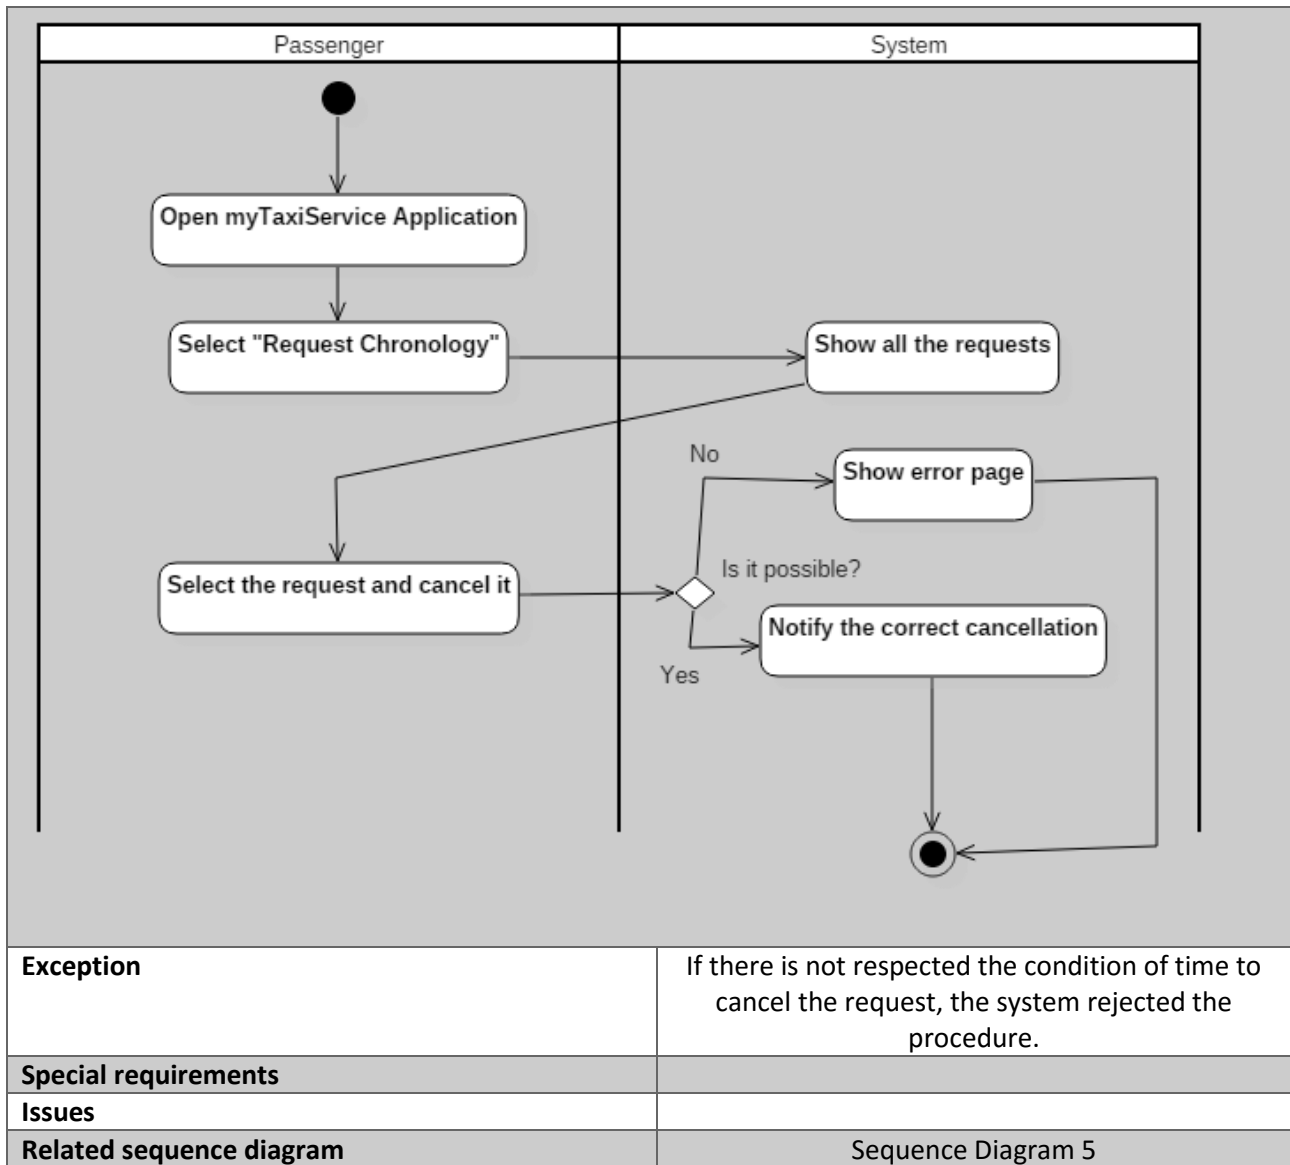 Passenger
System
Open myTaxiService Application
Select "Request Chronology"
Show all the requests
No
Show error page
Is it possible?
Select the request and cancel it
Notify the correct cancellation
Yes
Exception
If there is not respected the condition of time to
cancel the request, the system rejected the
procedure.
Special requirements
Issues
Related sequence diagram
Sequence Diagram 5